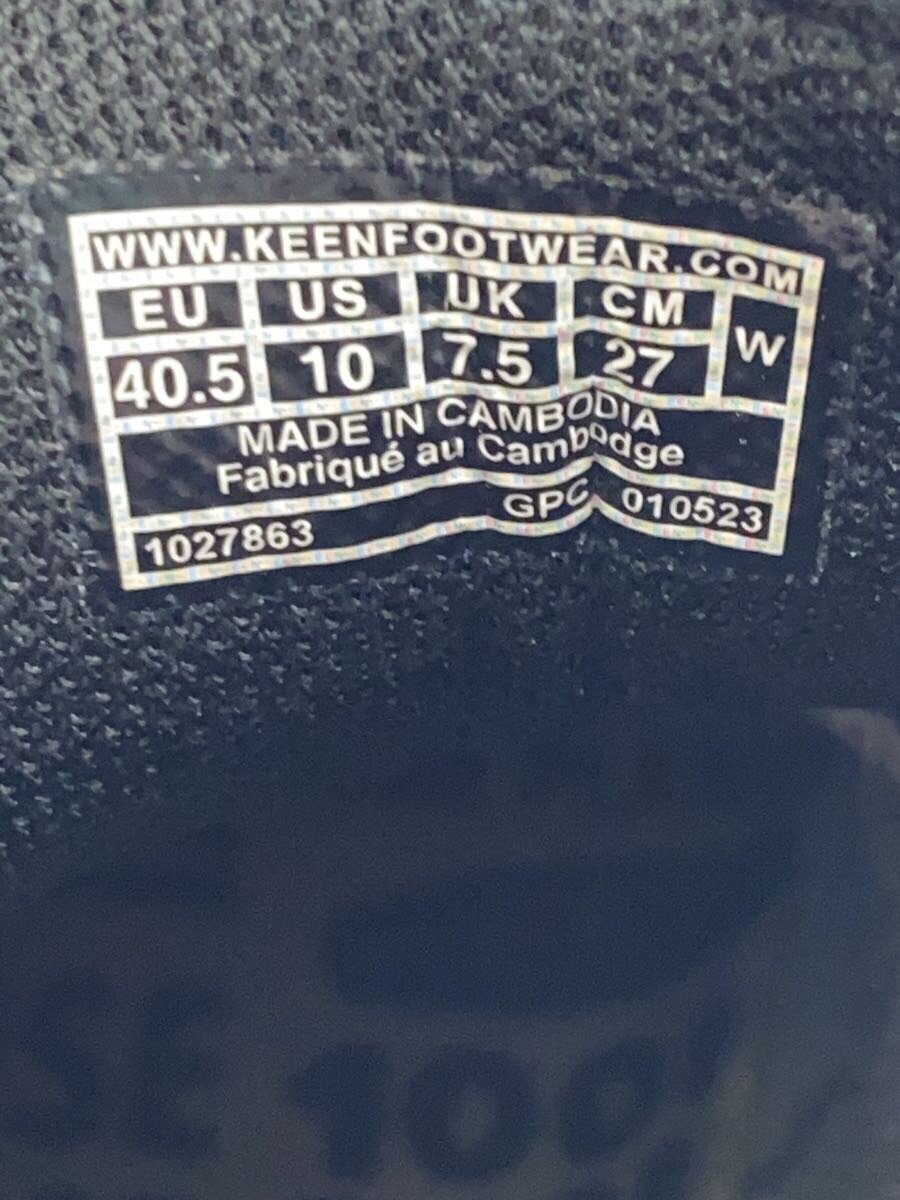 WWW.KEENFOOTWEAR.COM
EU US UK CM W
40.5 10 7.5 27
MADE IN CAMBODIA
Fabriqué au Cambodge
1027863 GPC 010523
100